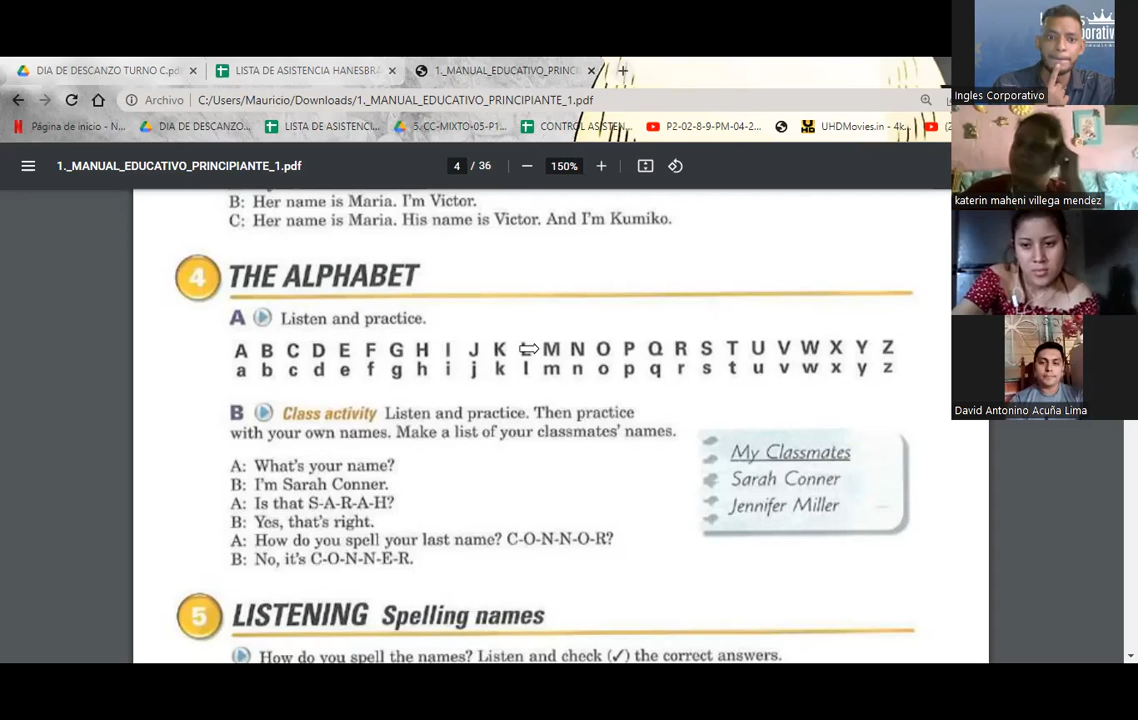 DIA DE DESCANZO TURNO C.pd
LISTA DE ASISTENCIA HANESBRA
1._MANUAL_EDUCATIVO_PRINCIP
Archivo C:/Users/Mauricio/Downloads/1._MANUAL_EDUCATIVO_PRINCIPIANTE_1.pdf
Página de inicio - N...
DIA DE DESCANZO...
LISTA DE ASISTENCI...
5. CC-MIXTO-05-P1...
CONTROL ASISTEN...
P2-02-8-9-PM-04-2...
UHDMovies.in - 4k...
1._MANUAL_EDUCATIVO_PRINCIPIANTE_1.pdf
4 / 36
150%
B: Her name is Maria. I'm Victor.
C: Her name is Maria. His name is Victor. And I'm Kumiko.
4 THE ALPHABET
A Listen and practice.
A B C D E F G H I J K M N O P Q R S T U V W X Y Z
a b c d e f g h i j k l m n o p q r s t u v w x y z
B Class activity Listen and practice. Then practice
with your own names. Make a list of your classmates' names.
A: What's your name?
B: I'm Sarah Conner.
A: Is that S-A-R-A-H?
B: Yes, that's right.
A: How do you spell your last name? C-O-N-N-O-R?
B: No, it's C-O-N-N-E-R.
My Classmates
Sarah Conner
Jennifer Miller
5 LISTENING Spelling names
How do you spell the names? Listen and check (✓) the correct answers.
Ingles Corporativo
katerin maheni villega mendez
David Antonino Acuña Lima